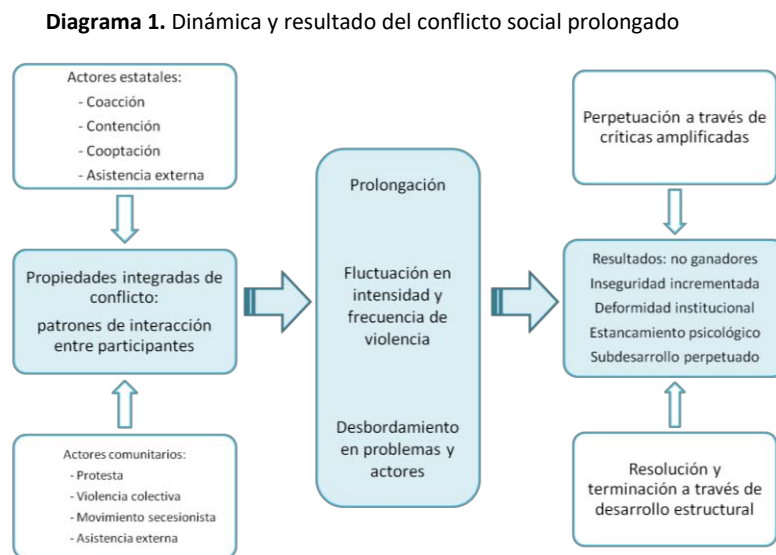 Diagrama 1. Dinámica y resultado del conflicto social prolongado
Actores estatales:
- Coacción
- Contención
- Cooptación
- Asistencia externa
Propiedades integradas de
conflicto:
patrones de interacción
entre participantes
Actores comunitarios:
- Protesta
- Violencia colectiva
- Movimiento secesionista
- Asistencia externa
Prolongación
Fluctuación en
intensidad y
frecuencia de
violencia
Desbordamiento
en problemas y
actores
Perpetuación a través de
críticas amplificadas
Resultados: no ganadores
Inseguridad incrementada
Deformidad institucional
Estancamiento psicológico
Subdesarrollo perpetuado
Resolución y
terminación a través de
desarrollo estructural